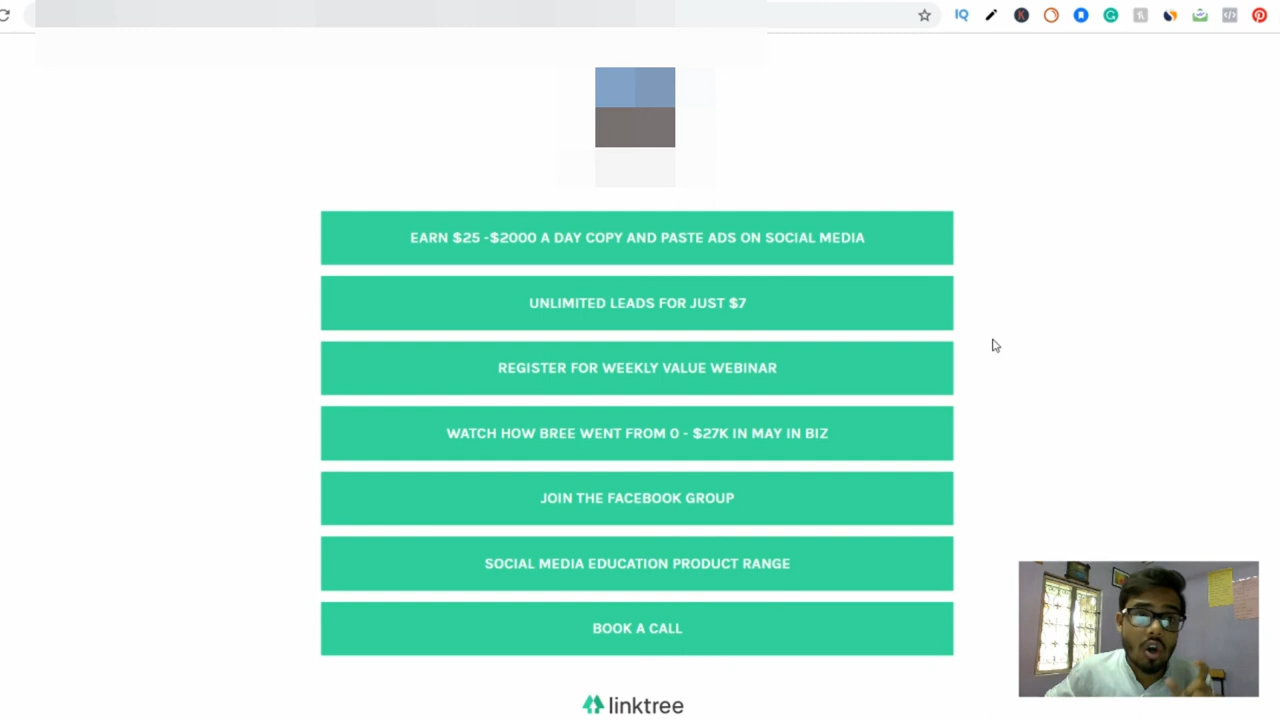 IQ
EARN $25 -$2000 A DAY COPY AND PASTE ADS ON SOCIAL MEDIA
UNLIMITED LEADS FOR JUST $7
REGISTER FOR WEEKLY VALUE WEBINAR
WATCH HOW BREE WENT FROM 0 - $27K IN MAY IN BIZ
JOIN THE FACEBOOK GROUP
SOCIAL MEDIA EDUCATION PRODUCT RANGE
BOOK A CALL
linktree